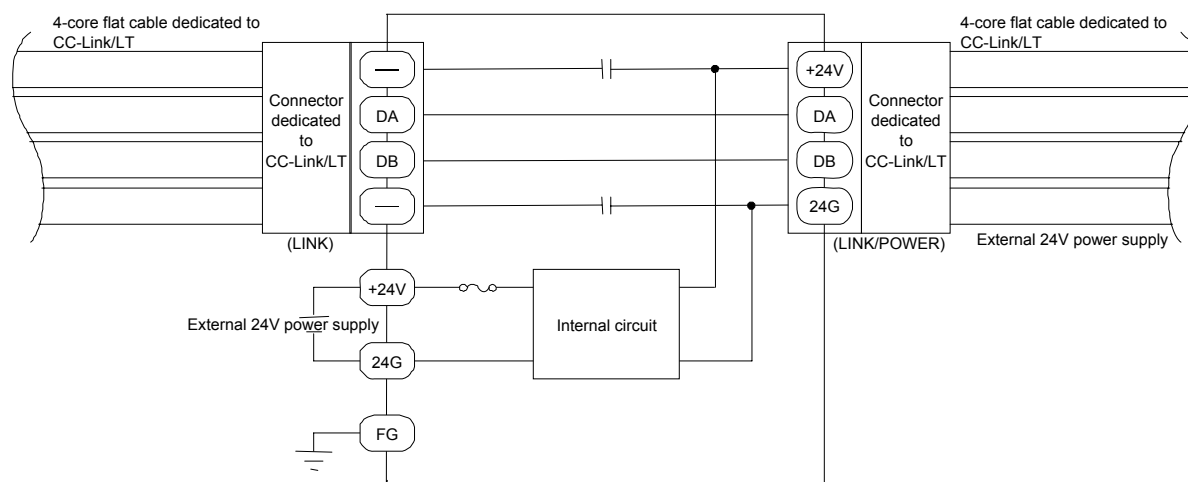 4-core flat cable dedicated to
CC-Link/LT
4-core flat cable dedicated to
CC-Link/LT
Connector
dedicated
to
CC-Link/LT
—
DA
DB
—
(LINK)
+24V
DA
DB
24G
Connector
dedicated
to
CC-Link/LT
(LINK/POWER)
External 24V power supply
+24V
External 24V power supply
24G
Internal circuit
FG